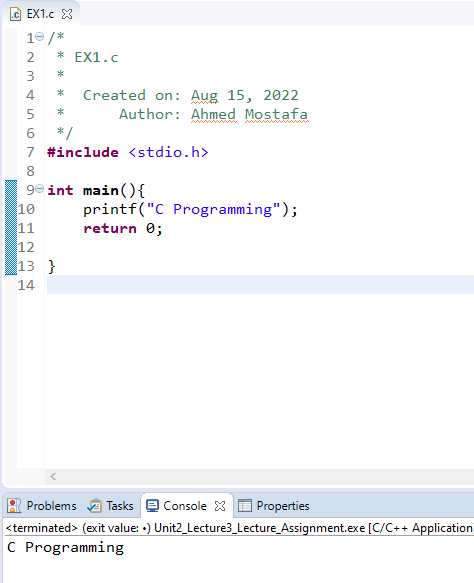 EX1.c
1 /*
2  * EX1.c
3  *
4  *  Created on: Aug 15, 2022
5  *      Author: Ahmed Mostafa
6  */
7 #include <stdio.h>
8
9 int main(){
10     printf("C Programming");
11     return 0;
12
13 }
14
Problems Tasks Console Properties
<terminated> (exit value: •) Unit2_Lecture3_Lecture_Assignment.exe [C/C++ Application
C Programming